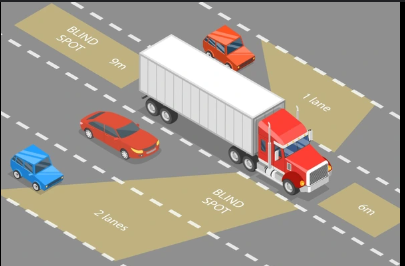 BLIND
SPOT
9m
1 lane
BLIND
SPOT
2 lanes
6m